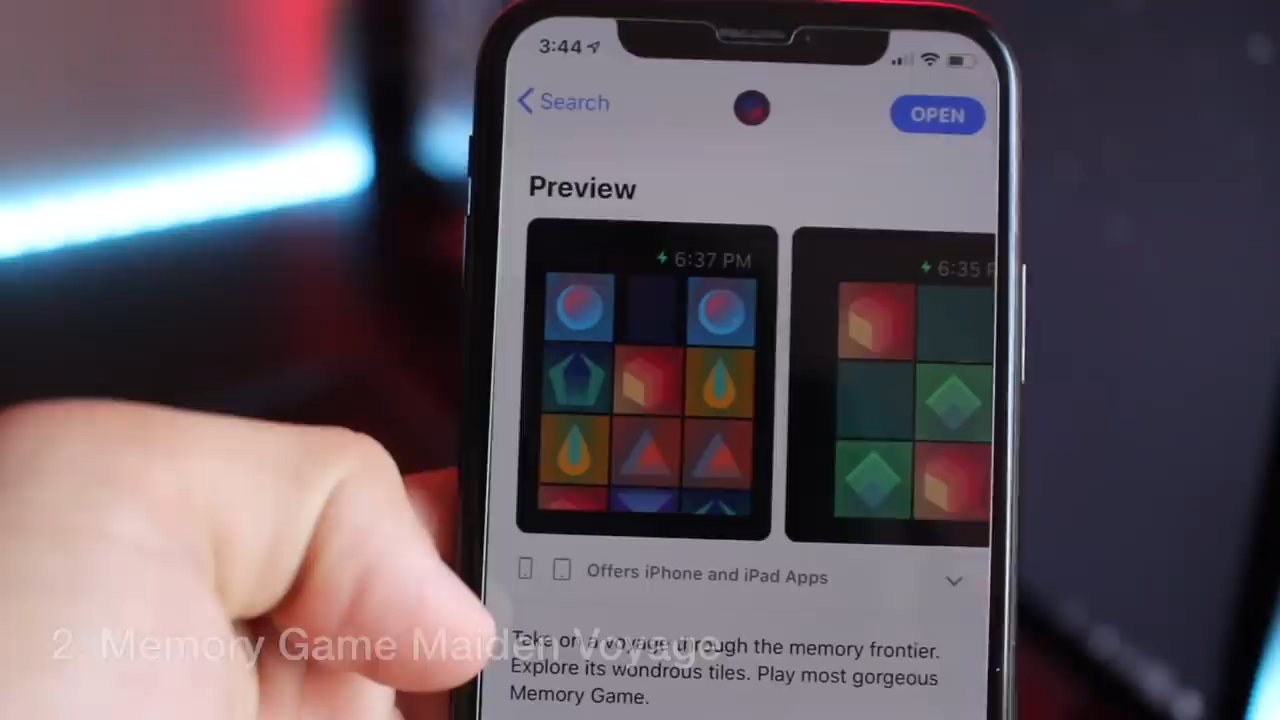 3:44
Search
OPEN
Preview
6:37 PM
6:35 P
Offers iPhone and iPad Apps
Take on a voyage through the memory frontier.
Explore its wondrous tiles. Play most gorgeous
Memory Game.
2. Memory Game Maiden Voyage